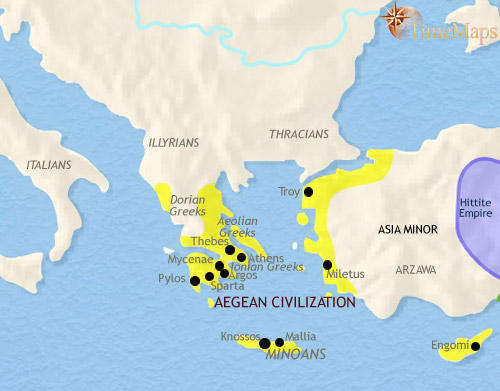 TimeMaps
ILLYRIANS
THRACIANS
ITALIANS
Troy
Dorian
Greeks
Aeolian
Greeks
Hittite
Empire
ASIA MINOR
Thebes
Athens
Mycenae
Ionian Greeks
Argos
Pylos
Sparta
Miletus
ARZAWA
AEGEAN CIVILIZATION
Knossos
Mallia
MINOANS
Engomi